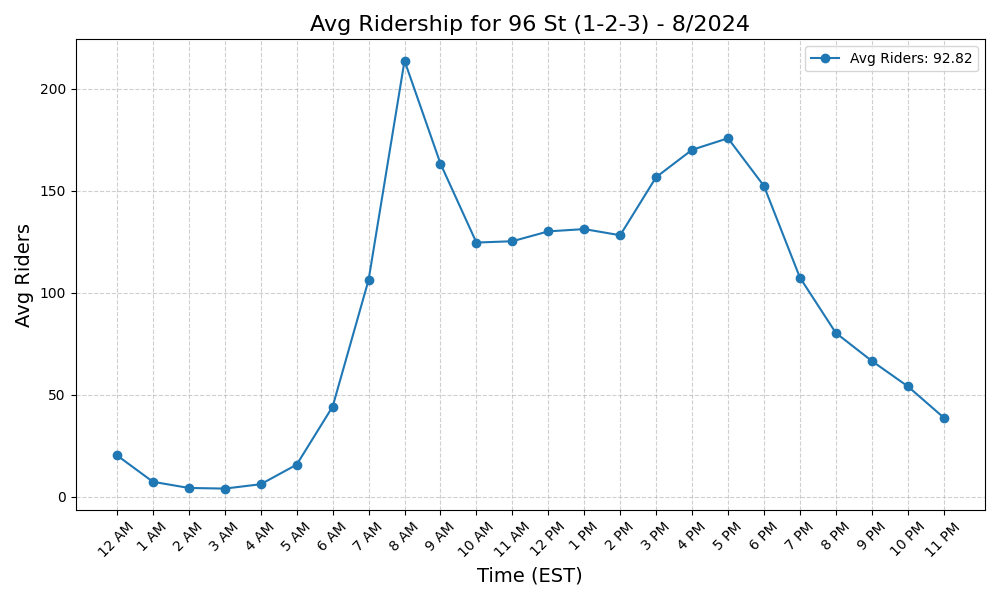 Avg Ridership for 96 St (1-2-3) - 8/2024
Avg Riders: 92.82
Avg Riders
200
150
100
50
0
12 AM 1 AM 2 AM 3 AM 4 AM 5 AM 6 AM 7 AM 8 AM 9 AM 10 AM 11 AM 12 PM 1 PM 2 PM 3 PM 4 PM 5 PM 6 PM 7 PM 8 PM 9 PM 10 PM 11 PM
Time (EST)